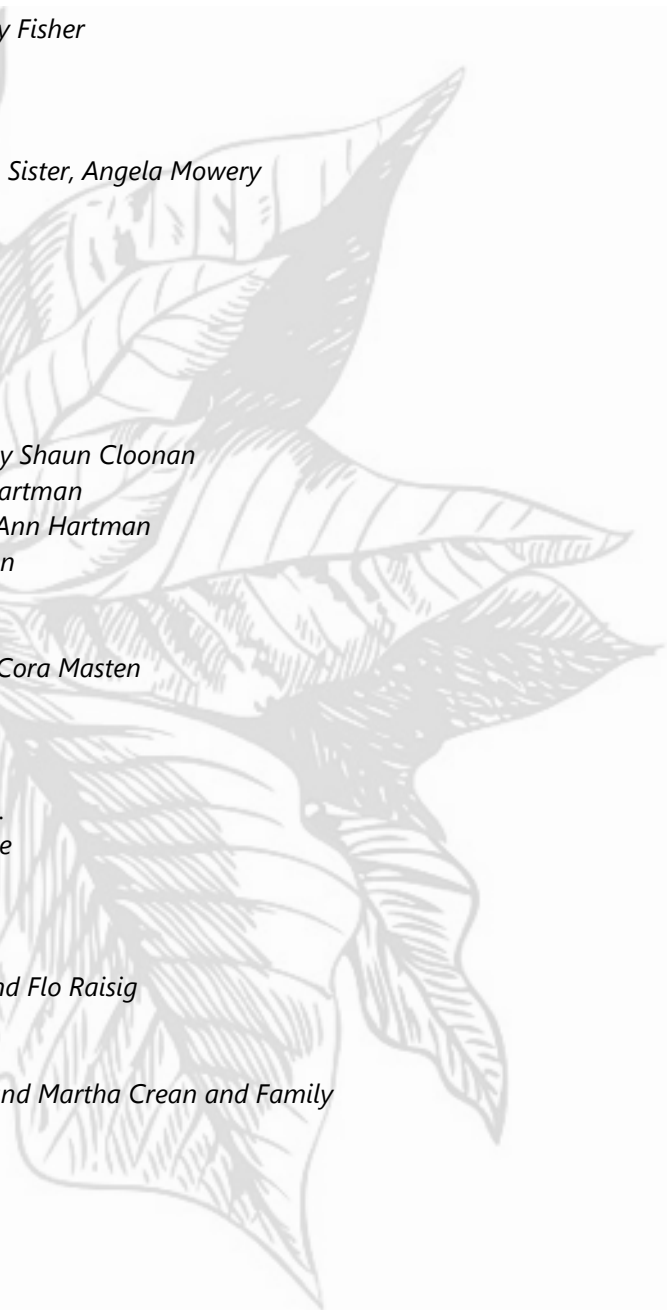 y Fisher
Sister, Angela Mowery
y Shaun Cloonan
artman
Ann Hartman
n
Cora Masten
.
e
nd Flo Raisig
nd Martha Crean and Family